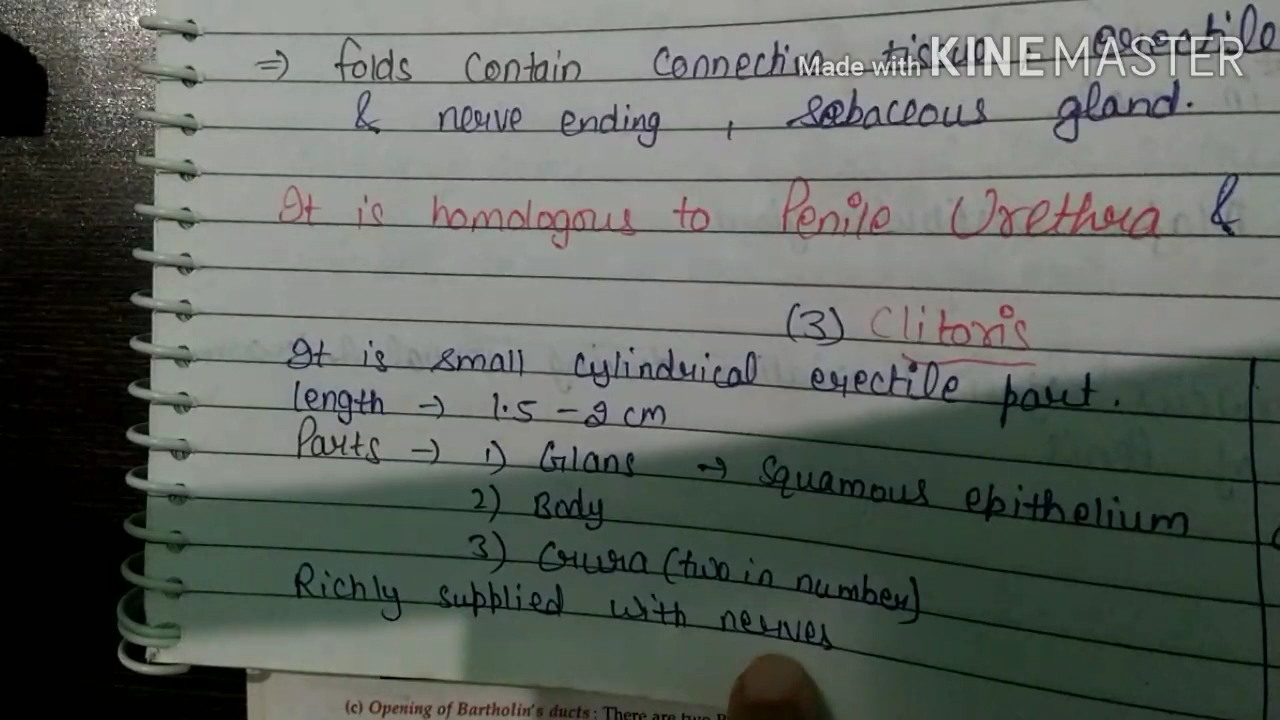 ⇒ folds contain connective tissue, erectile
& nerve ending, sebaceous gland.
Made with KINEMASTER
It is homologous to Penile Urethra &
(3) Clitoris
It is small cylindrical erectile part.
length → 1.5 - 2 cm
Parts → 1) Glans → Squamous epithelium
2) Body
3) Crura (two in number)
Richly supplied with nerves
(c) Opening of Bartholin's ducts: There are two